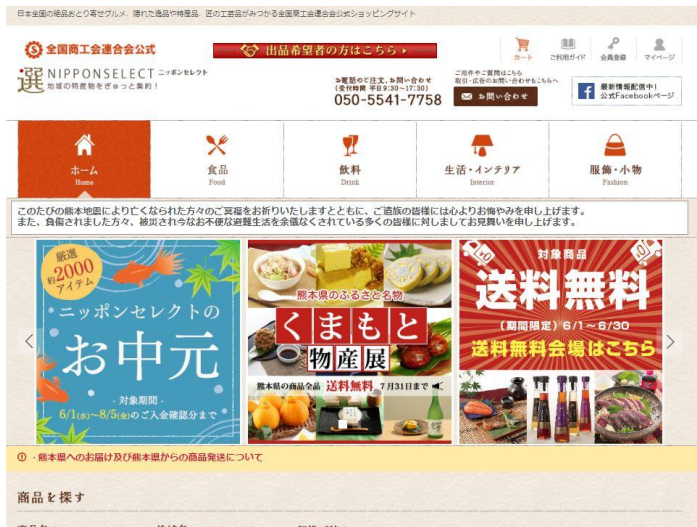 日本全国の絶品おとり寄せグルメ、隠れた逸品や特産品、匠の工芸品がみつかる全国商工会連合会公式ショッピングサイト
全国商工会連合会公式
出品希望者の方はこちら
カート
ご利用ガイド
会員登録
マイページ
選 NIPPONSELECT ニッポンセレクト
地域の特産物をぎゅっと集約！
お電話のご注文、お問い合わせ
(受付時間 平日9:30~17:30)
050-5541-7758
ご用件やご質問はこちら
取引・広告のお問い合わせもこちらへ
お問い合わせ
最新情報配信中！
公式Facebookページ
ホーム
Home
食品
Food
飲料
Drink
生活・インテリア
Interior
服飾・小物
Fashion
このたびの熊本地震により亡くなられた方々のご冥福をお祈りいたしますとともに、ご遺族の皆様には心よりお悔やみを申し上げます。
また、負傷されました方々、被災されうなお不便な避難生活を余儀なくされている多くの皆様に対しましてお見舞いを申し上げます。
厳選
約2000
アイテム
ニッポンセレクトの
お中元
- 対象期間 -
6/1(水)~8/5(金)のご入金確認分まで
熊本県のふるさと名物
くまもと
物産展
熊本県の商品全品 送料無料 7月31日まで
対象商品
送料無料
(期間限定) 6/1~6/30
送料無料会場はこちら
・熊本県へのお届け及び熊本県からの商品発送について
商品を探す